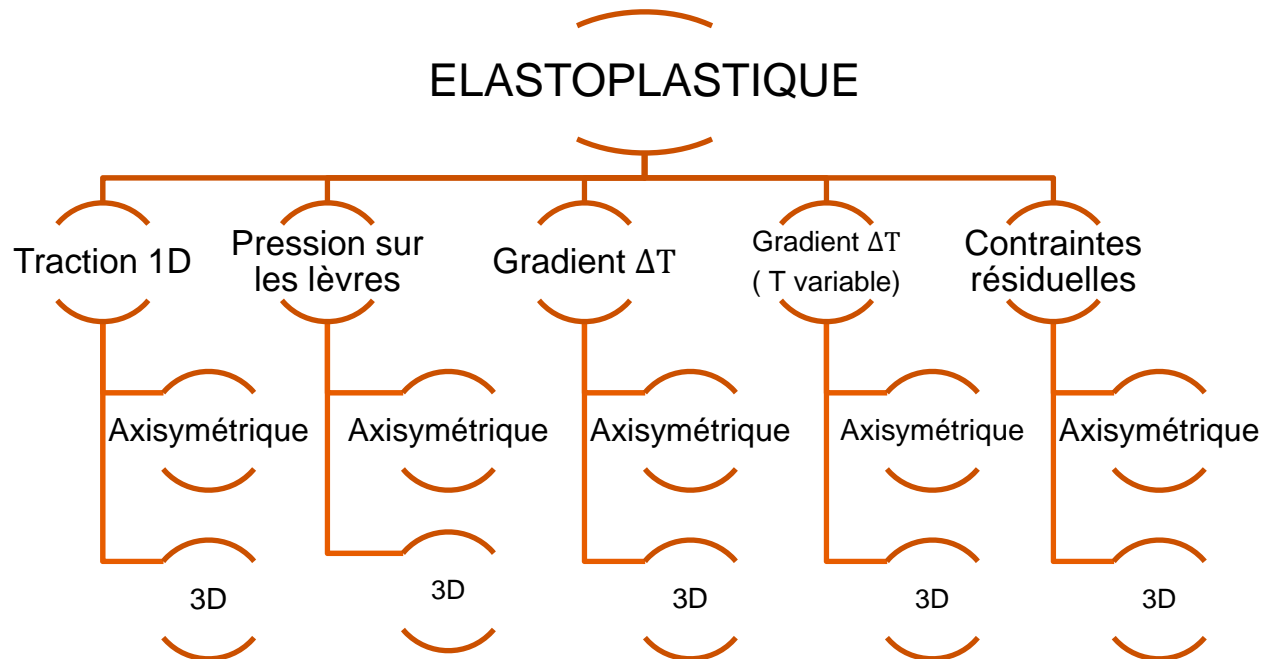 ELASTOPLASTIQUE
Traction 1D
Pression sur
les lèvres
Gradient ΔT
Gradient ΔT
( T variable)
Contraintes
résiduelles
Axisymétrique
Axisymétrique
Axisymétrique
Axisymétrique
Axisymétrique
3D
3D
3D
3D
3D